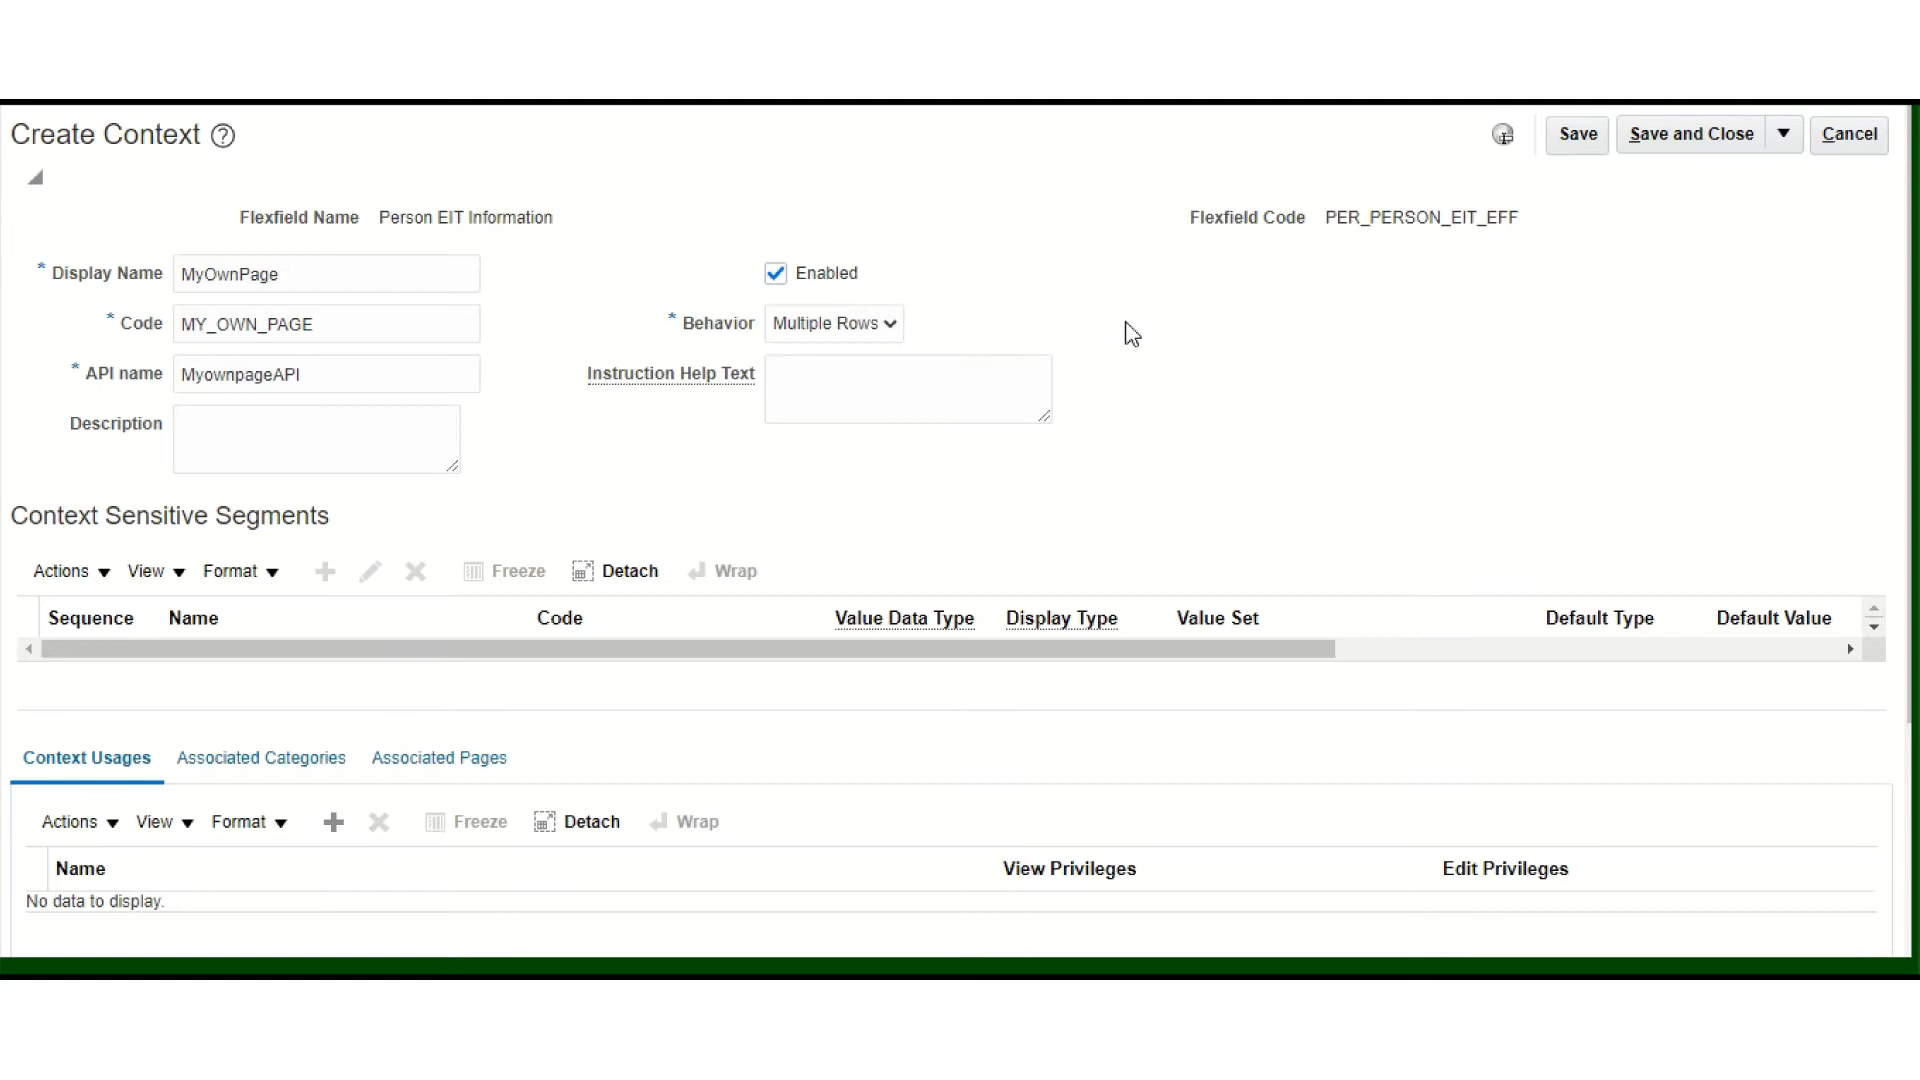 Create Context ?
Save
Save and Close
Cancel
Flexfield Name Person EIT Information
Flexfield Code PER_PERSON_EIT_EFF
* Display Name MyOwnPage
Enabled
* Code MY_OWN_PAGE
* Behavior Multiple Rows
* API name MyownpageAPI
Instruction Help Text
Description
Context Sensitive Segments
Actions View Format Freeze Detach Wrap
Sequence Name Code Value Data Type Display Type Value Set Default Type Default Value
Context Usages Associated Categories Associated Pages
Actions View Format Freeze Detach Wrap
Name View Privileges Edit Privileges
No data to display.